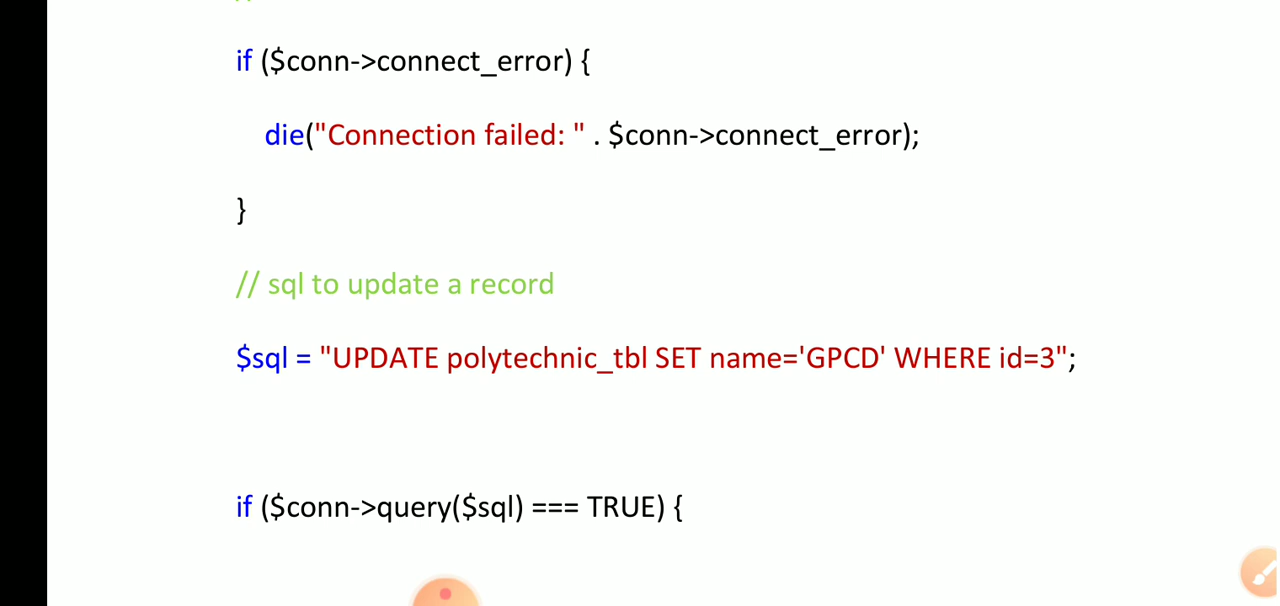 if ($conn->connect_error) {
die("Connection failed: " . $conn->connect_error);
}
// sql to update a record
$sql = "UPDATE polytechnic_tbl SET name='GPCD' WHERE id=3";
if ($conn->query($sql) === TRUE) {